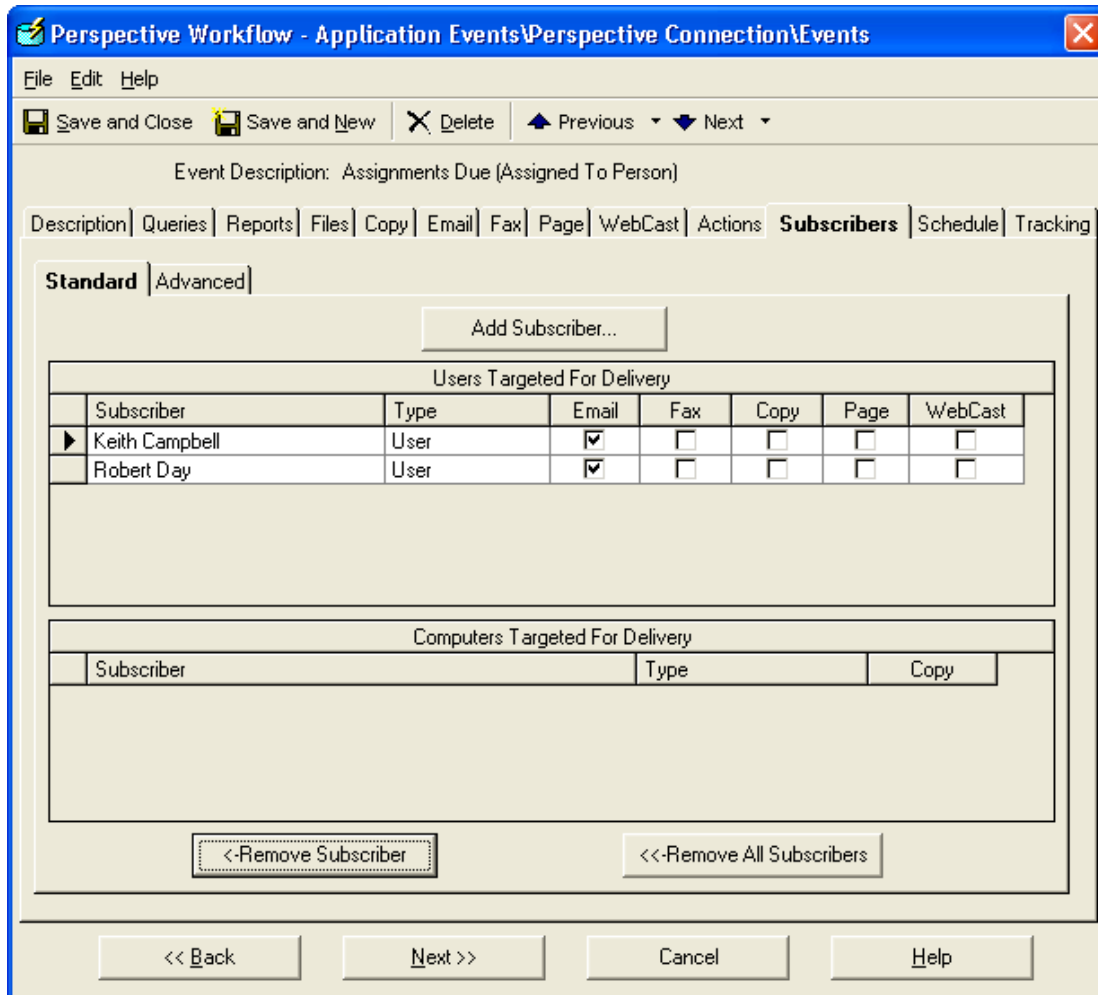 Perspective Workflow - Application Events\Perspective Connection\Events
File Edit Help
Save and Close Save and New Delete Previous Next
Event Description: Assignments Due (Assigned To Person)
Description Queries Reports Files Copy Email Fax Page WebCast Actions Subscribers Schedule Tracking
Standard Advanced
Add Subscriber...
Users Targeted For Delivery
Subscriber Type Email Fax Copy Page WebCast
Keith Campbell User
Robert Day User
Computers Targeted For Delivery
Subscriber Type Copy
<-Remove Subscriber <<-Remove All Subscribers
<< Back Next >> Cancel Help